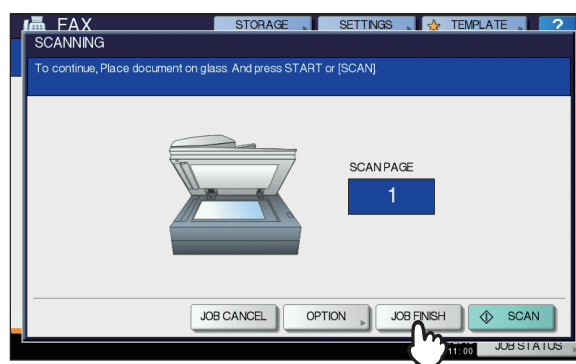 FAX
STORAGE
SETTINGS
TEMPLATE
?
SCANNING
To continue, Place document on glass. And press START or [SCAN]
SCAN PAGE
1
JOB CANCEL
OPTION
JOB FINISH
SCAN
11:00
JOB STATUS